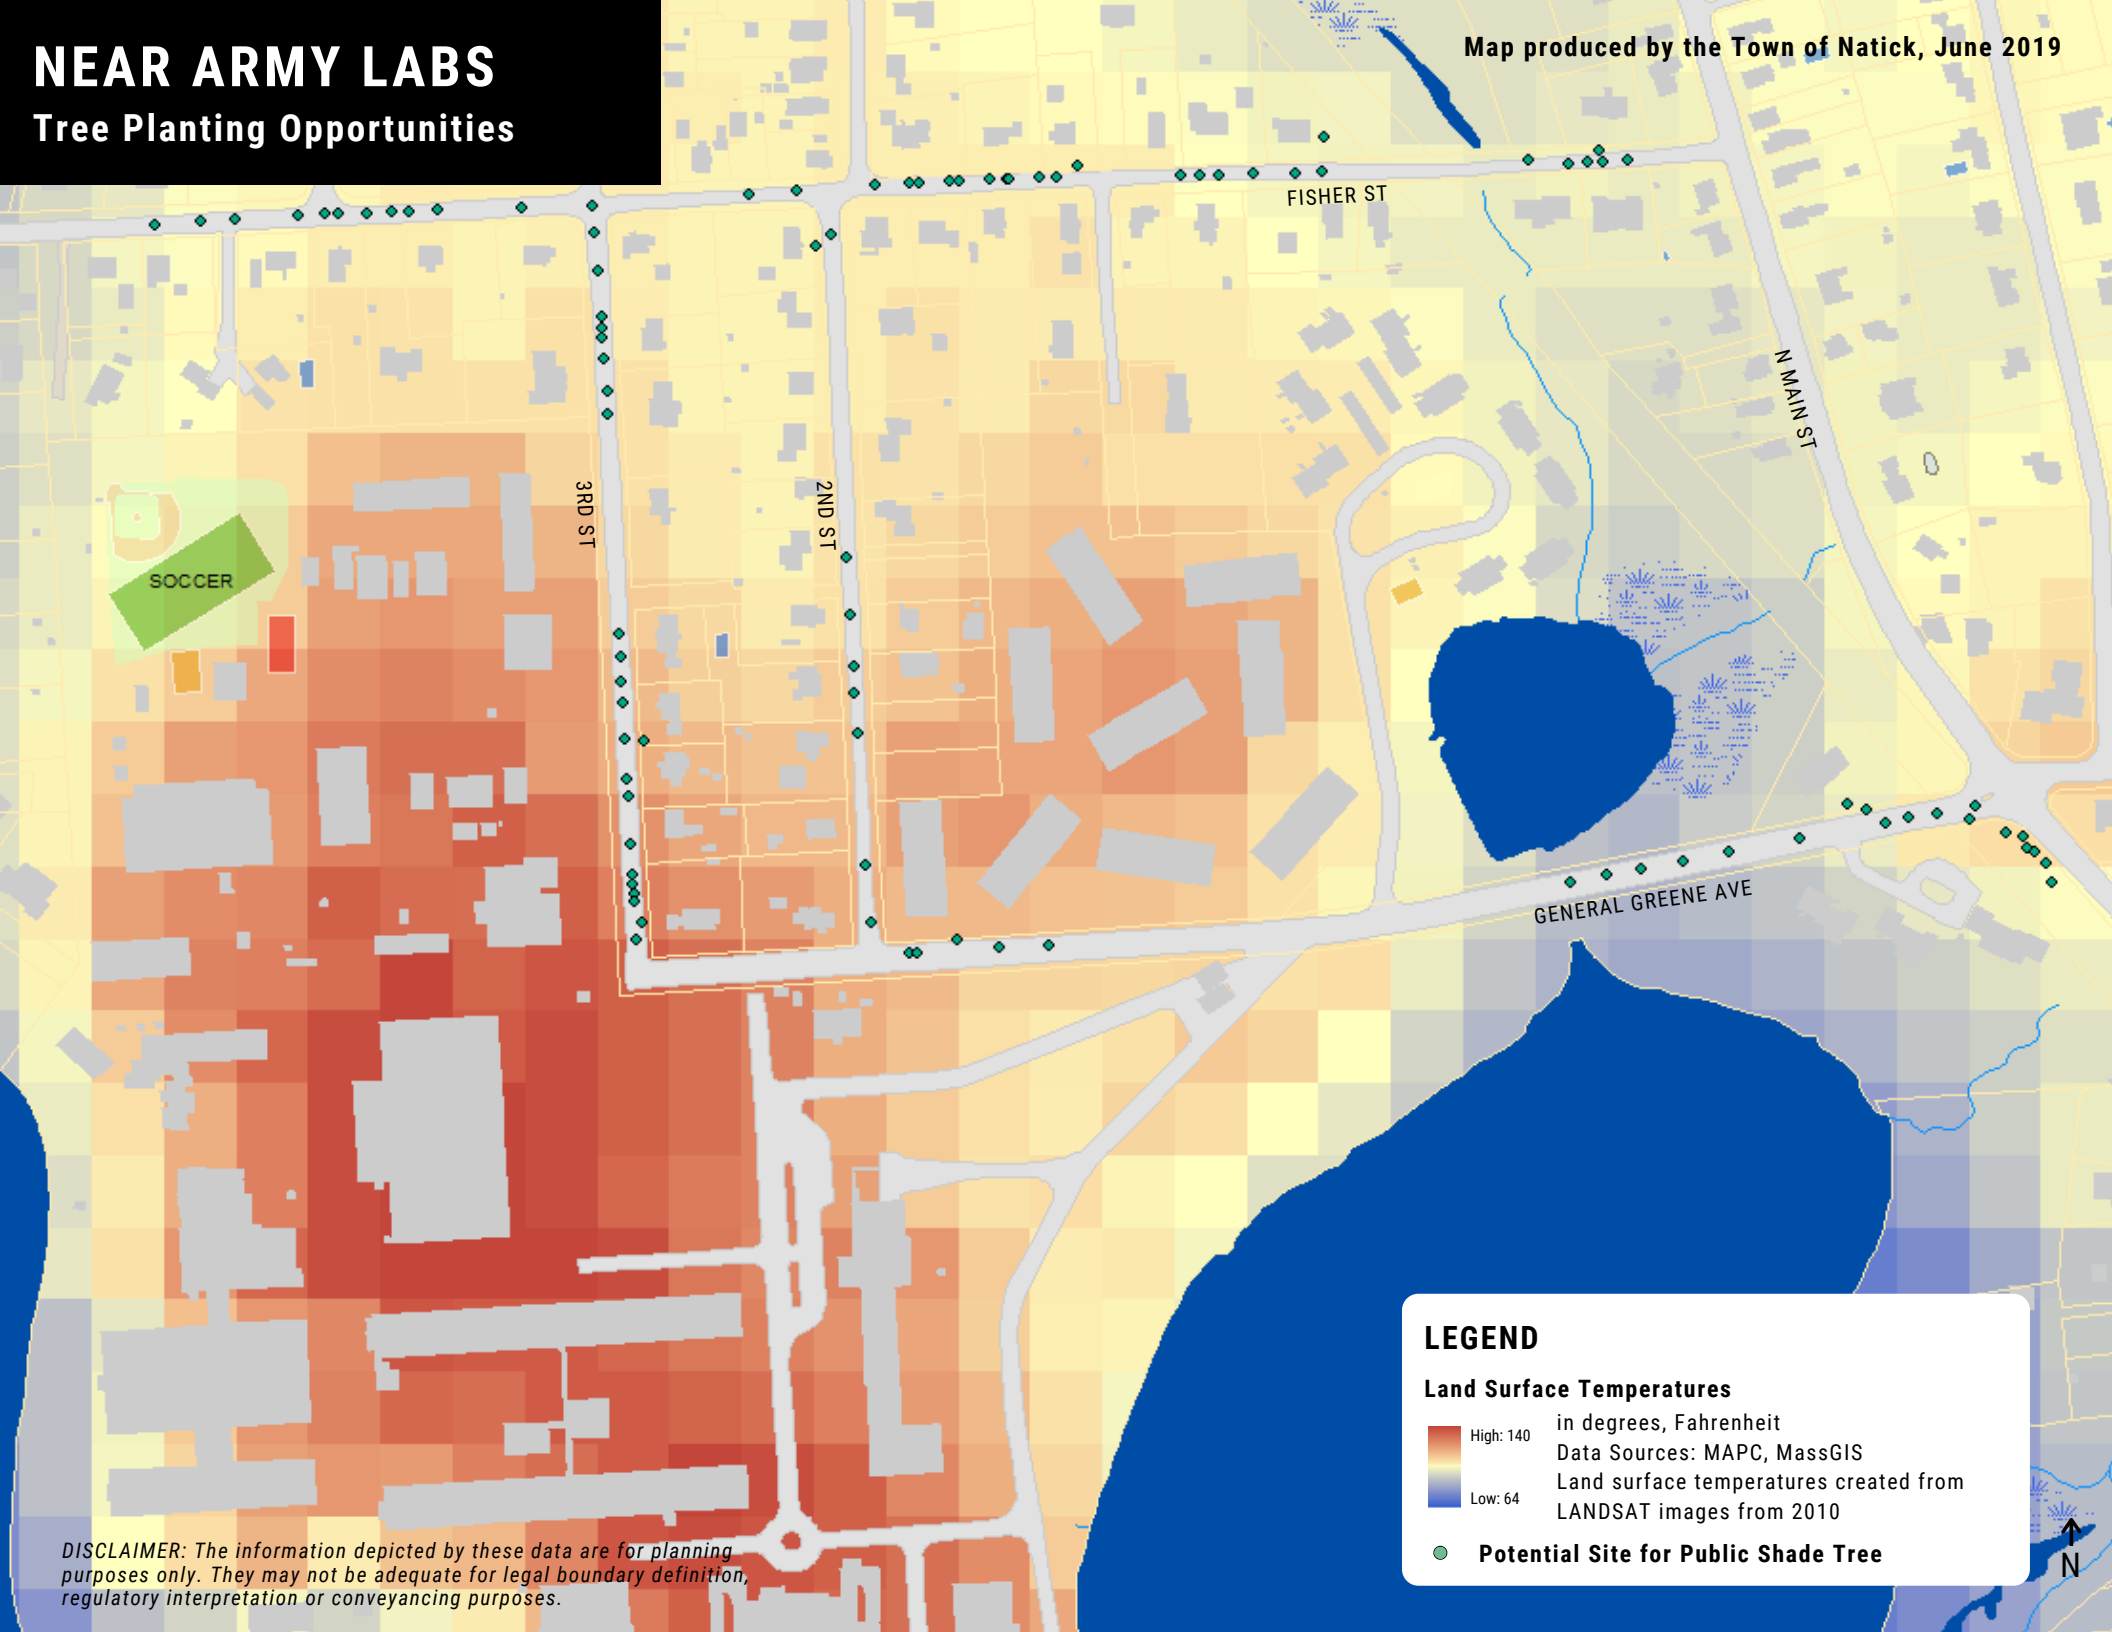 NEAR ARMY LABS
Tree Planting Opportunities
Map produced by the Town of Natick, June 2019
FISHER ST
N MAIN ST
3RD ST
2ND ST
SOCCER
GENERAL GREENE AVE
LEGEND
Land Surface Temperatures
in degrees, Fahrenheit
High: 140
Data Sources: MAPC, MassGIS
Land surface temperatures created from
Low: 64
LANDSAT images from 2010
Potential Site for Public Shade Tree
N
DISCLAIMER: The information depicted by these data are for planning
purposes only. They may not be adequate for legal boundary definition,
regulatory interpretation or conveyancing purposes.